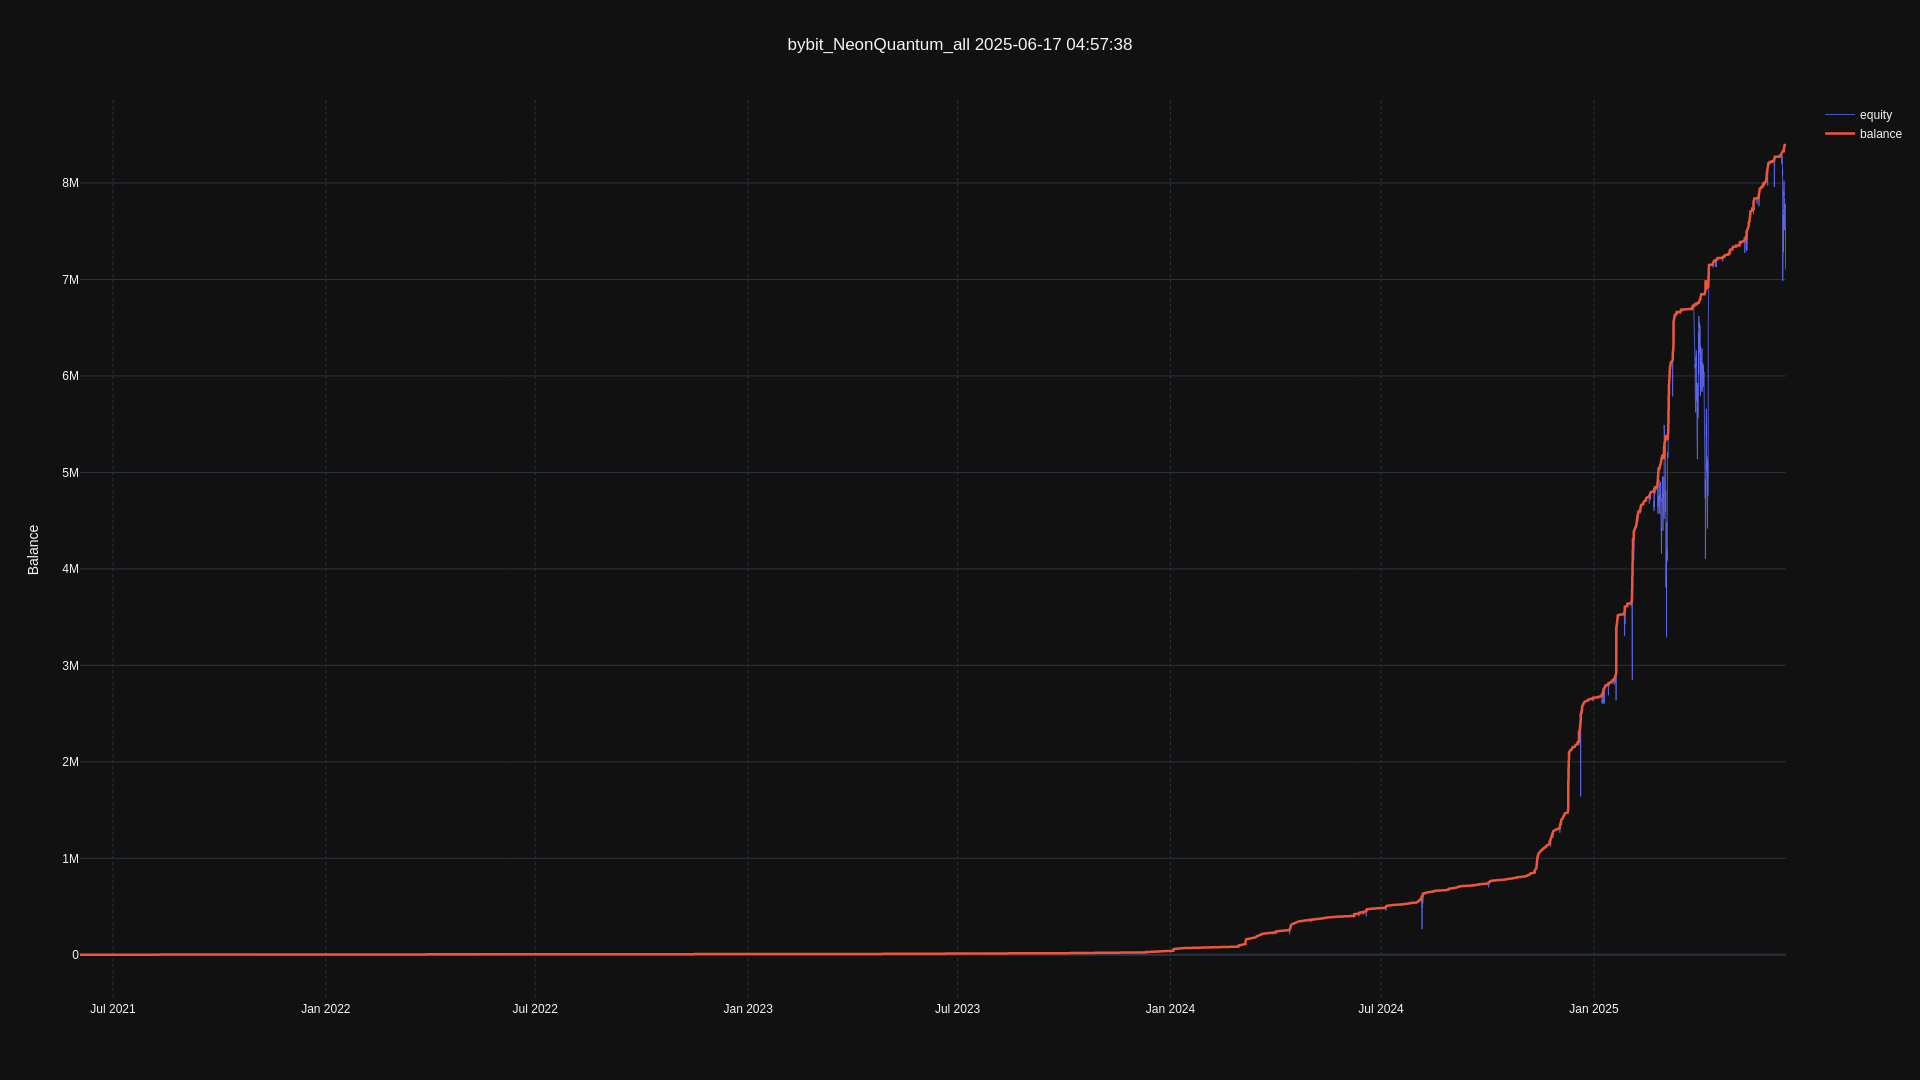 bybit_NeonQuantum_all 2025-06-17 04:57:38
equity
balance
8M
7M
6M
5M
4M
3M
2M
1M
0
Balance
Jul 2021
Jan 2022
Jul 2022
Jan 2023
Jul 2023
Jan 2024
Jul 2024
Jan 2025